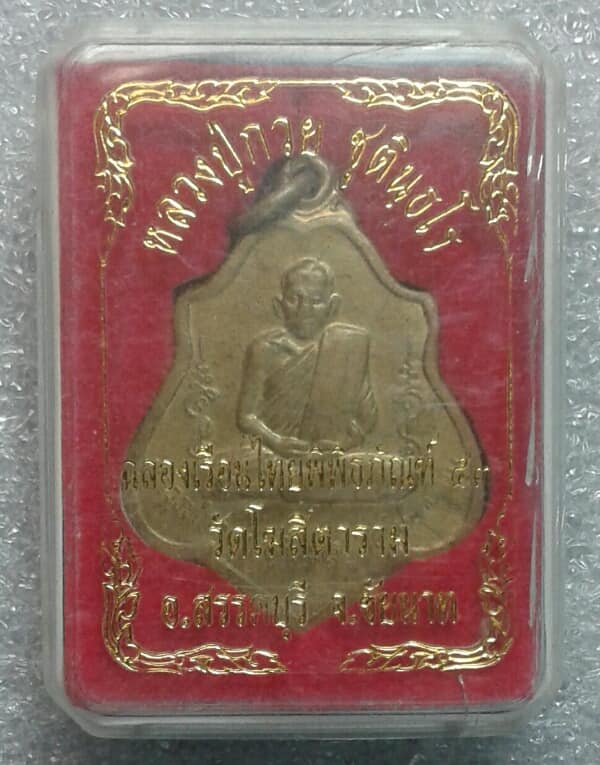 หลวงปู่กวย ชุตินฺธโร
ฉลองเรือนไทยพิพิธภัณฑ์ ๕๓
วัดโฆสิตาราม
อ.สรรคบุรี จ.ชัยนาท